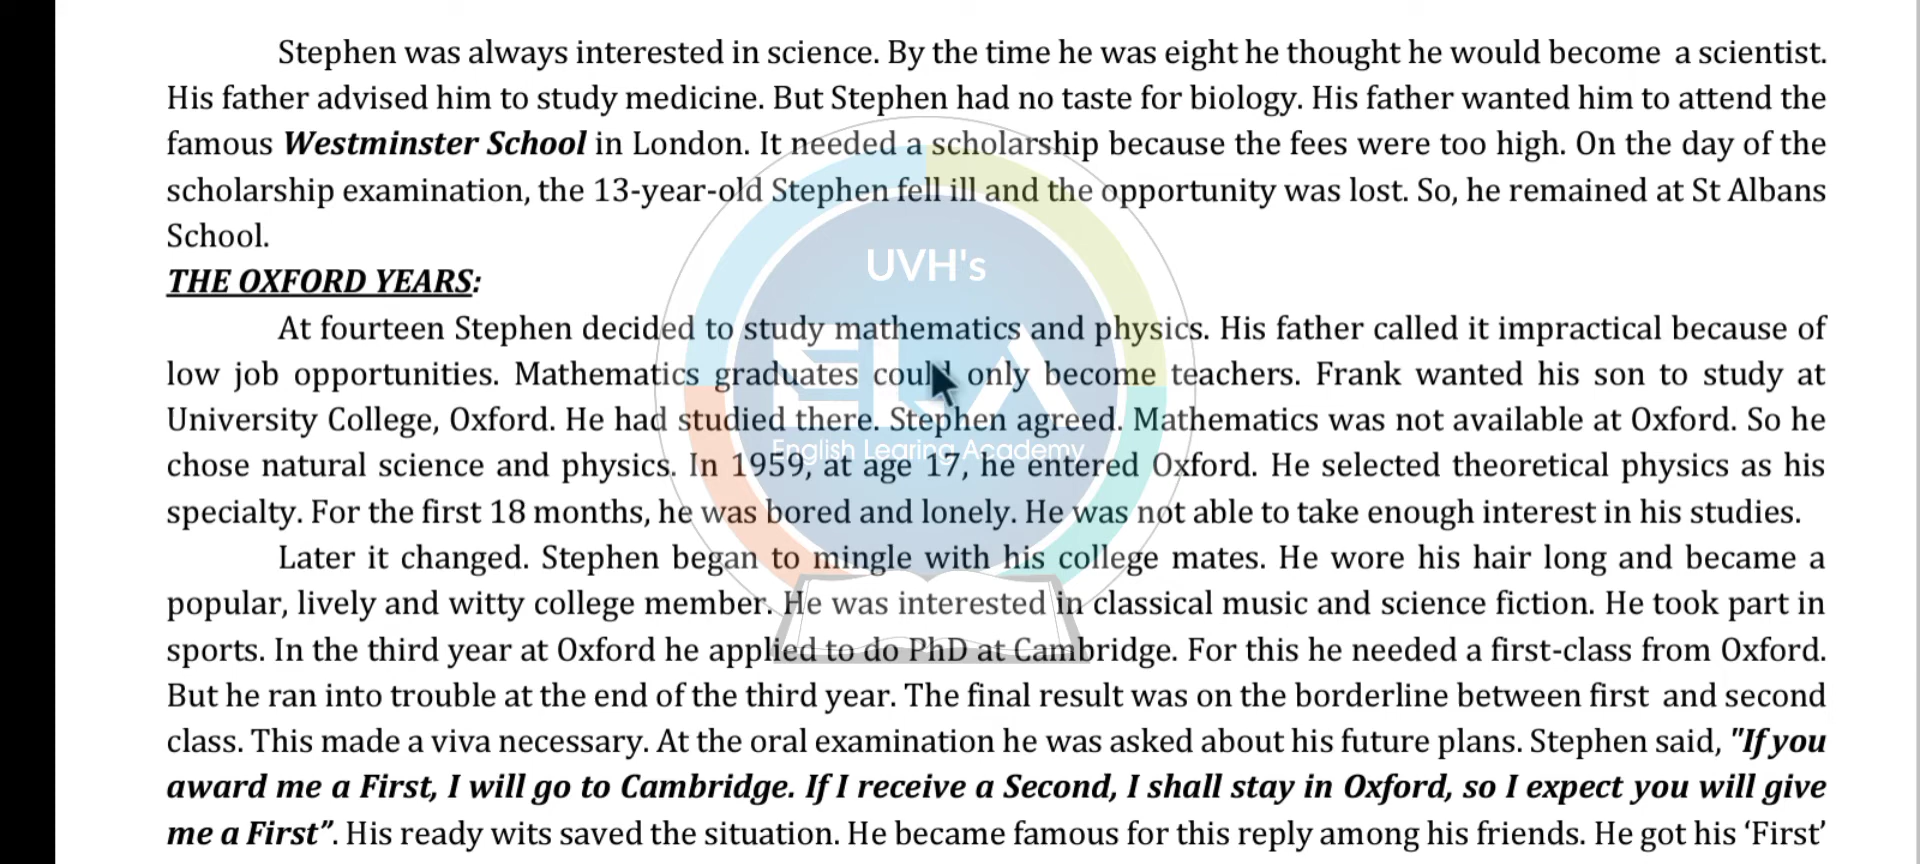 Stephen was always interested in science. By the time he was eight he thought he would become a scientist.
His father advised him to study medicine. But Stephen had no taste for biology. His father wanted him to attend the
famous Westminster School in London. It needed a scholarship because the fees were too high. On the day of the
scholarship examination, the 13-year-old Stephen fell ill and the opportunity was lost. So, he remained at St Albans
School.
UVH's
THE OXFORD YEARS:
At fourteen Stephen decided to study mathematics and physics. His father called it impractical because of
low job opportunities. Mathematics graduates could only become teachers. Frank wanted his son to study at
ELA
University College, Oxford. He had studied there. Stephen agreed. Mathematics was not available at Oxford. So he
English Learing Academy
chose natural science and physics. In 1959, at age 17, he entered Oxford. He selected theoretical physics as his
specialty. For the first 18 months, he was bored and lonely. He was not able to take enough interest in his studies.
Later it changed. Stephen began to mingle with his college mates. He wore his hair long and became a
popular, lively and witty college member. He was interested in classical music and science fiction. He took part in
sports. In the third year at Oxford he applied to do PhD at Cambridge. For this he needed a first-class from Oxford.
But he ran into trouble at the end of the third year. The final result was on the borderline between first and second
class. This made a viva necessary. At the oral examination he was asked about his future plans. Stephen said, "If you
award me a First, I will go to Cambridge. If I receive a Second, I shall stay in Oxford, so I expect you will give
me a First”. His ready wits saved the situation. He became famous for this reply among his friends. He got his ‘First’